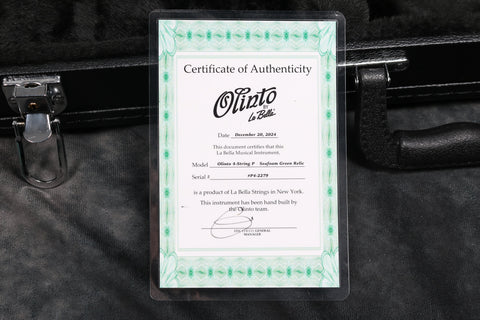 Certificate of Authenticity
Olinto
BY
La Bella
Date December 20, 2024
This document certifies that this
La Bella Musical Instrument,
Model Olinto 4-String P Seafoam Green Relic
Serial # #P4-2279
is a product of La Bella Strings in New York.
This instrument has been hand built by
the Olinto team.
GENERAL
MANAGER